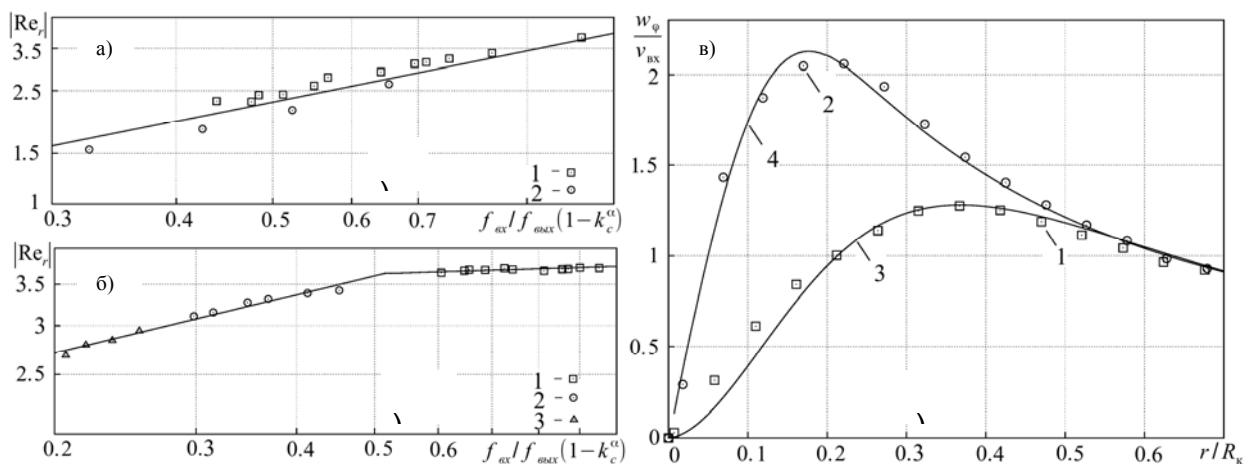 |Re_r|
3.5
а)
2.5
1.5
1
1 – □
2 – ○
0.3 0.4 0.5 0.6 0.7
f_вх/f_вых(1−k_c^α)
|Re_r|
3.5
б)
3
2.5
1 – □
2 – ○
3 – △
0.2 0.3 0.4 0.5 0.6 0.7
f_вх/f_вых(1−k_c^α)
w_φ
v_вх
в)
2
2
1.5
4
1
1
3
0.5
0
0 0.1 0.2 0.3 0.4 0.5 0.6 r/R_к